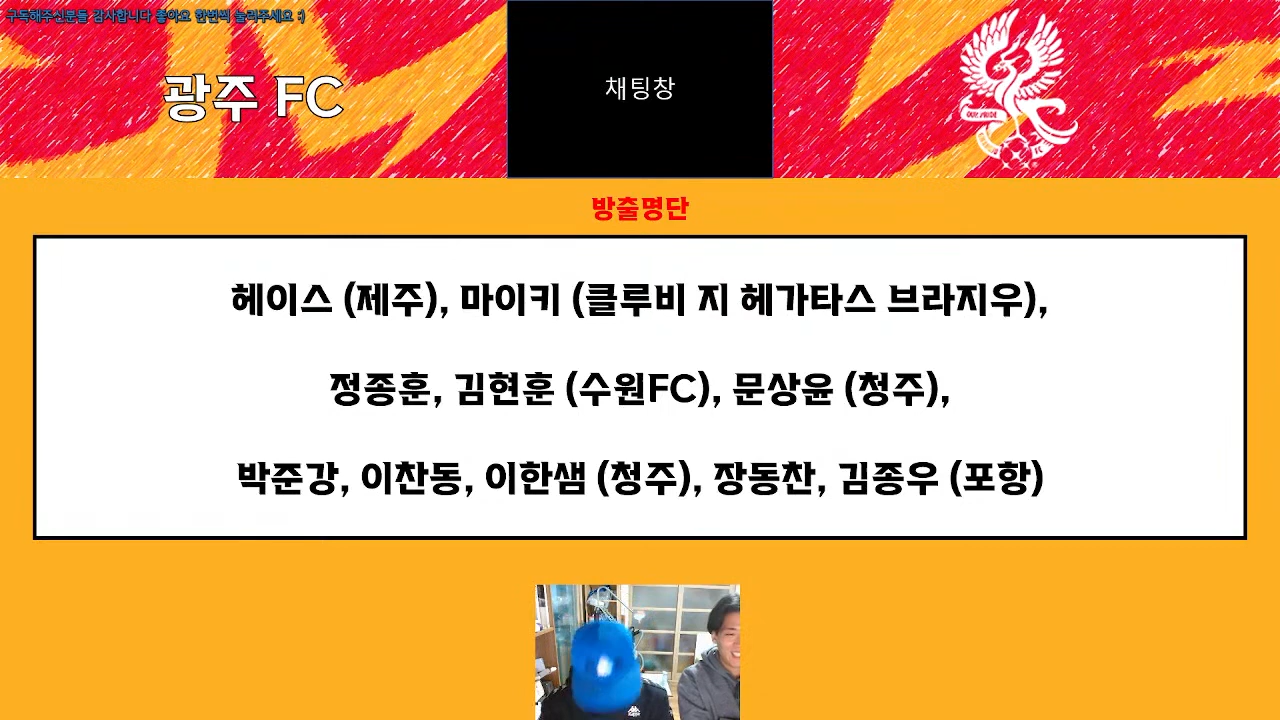 구독해주신분들 감사합니다 좋아요 한번씩 눌러주세요 :)
광주 FC
채팅창
OUR PRIDE
방출명단
헤이스 (제주), 마이키 (클루비 지 헤가타스 브라지우),
정종훈, 김현훈 (수원FC), 문상윤 (청주),
박준강, 이찬동, 이한샘 (청주), 장동찬, 김종우 (포항)